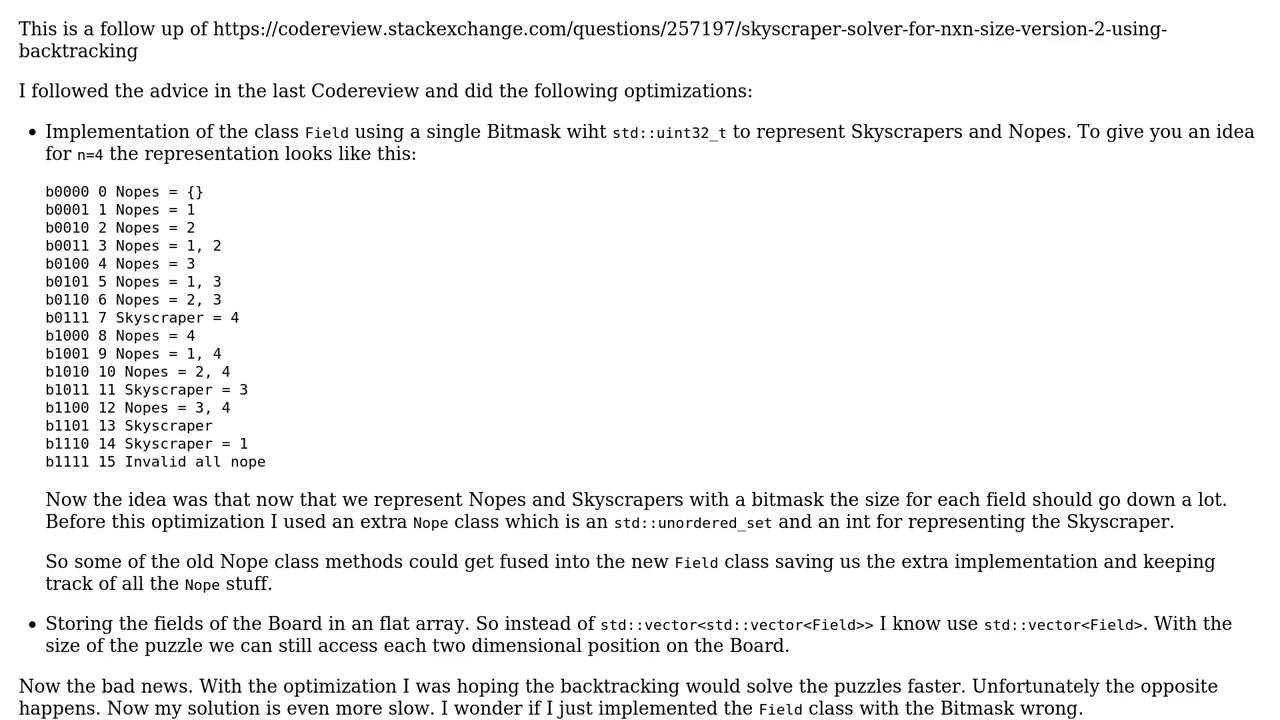 This is a follow up of https://codereview.stackexchange.com/questions/257197/skyscraper-solver-for-nxn-size-version-2-using-
backtracking
I followed the advice in the last Codereview and did the following optimizations:
• Implementation of the class Field using a single Bitmask wiht std::uint32_t to represent Skyscrapers and Nopes. To give you an idea
for n=4 the representation looks like this:
b0000 0 Nopes = {}
b0001 1 Nopes = 1
b0010 2 Nopes = 2
b0011 3 Nopes = 1, 2
b0100 4 Nopes = 3
b0101 5 Nopes = 1, 3
b0110 6 Nopes = 2, 3
b0111 7 Skyscraper = 4
b1000 8 Nopes = 4
b1001 9 Nopes = 1, 4
b1010 10 Nopes = 2, 4
b1011 11 Skyscraper = 3
b1100 12 Nopes = 3, 4
b1101 13 Skyscraper
b1110 14 Skyscraper = 1
b1111 15 Invalid all nope
Now the idea was that now that we represent Nopes and Skyscrapers with a bitmask the size for each field should go down a lot.
Before this optimization I used an extra Nope class which is an std::unordered_set and an int for representing the Skyscraper.
So some of the old Nope class methods could get fused into the new Field class saving us the extra implementation and keeping
track of all the Nope stuff.
• Storing the fields of the Board in an flat array. So instead of std::vector<std::vector<Field>> I know use std::vector<Field>. With the
size of the puzzle we can still access each two dimensional position on the Board.
Now the bad news. With the optimization I was hoping the backtracking would solve the puzzles faster. Unfortunately the opposite
happens. Now my solution is even more slow. I wonder if I just implemented the Field class with the Bitmask wrong.